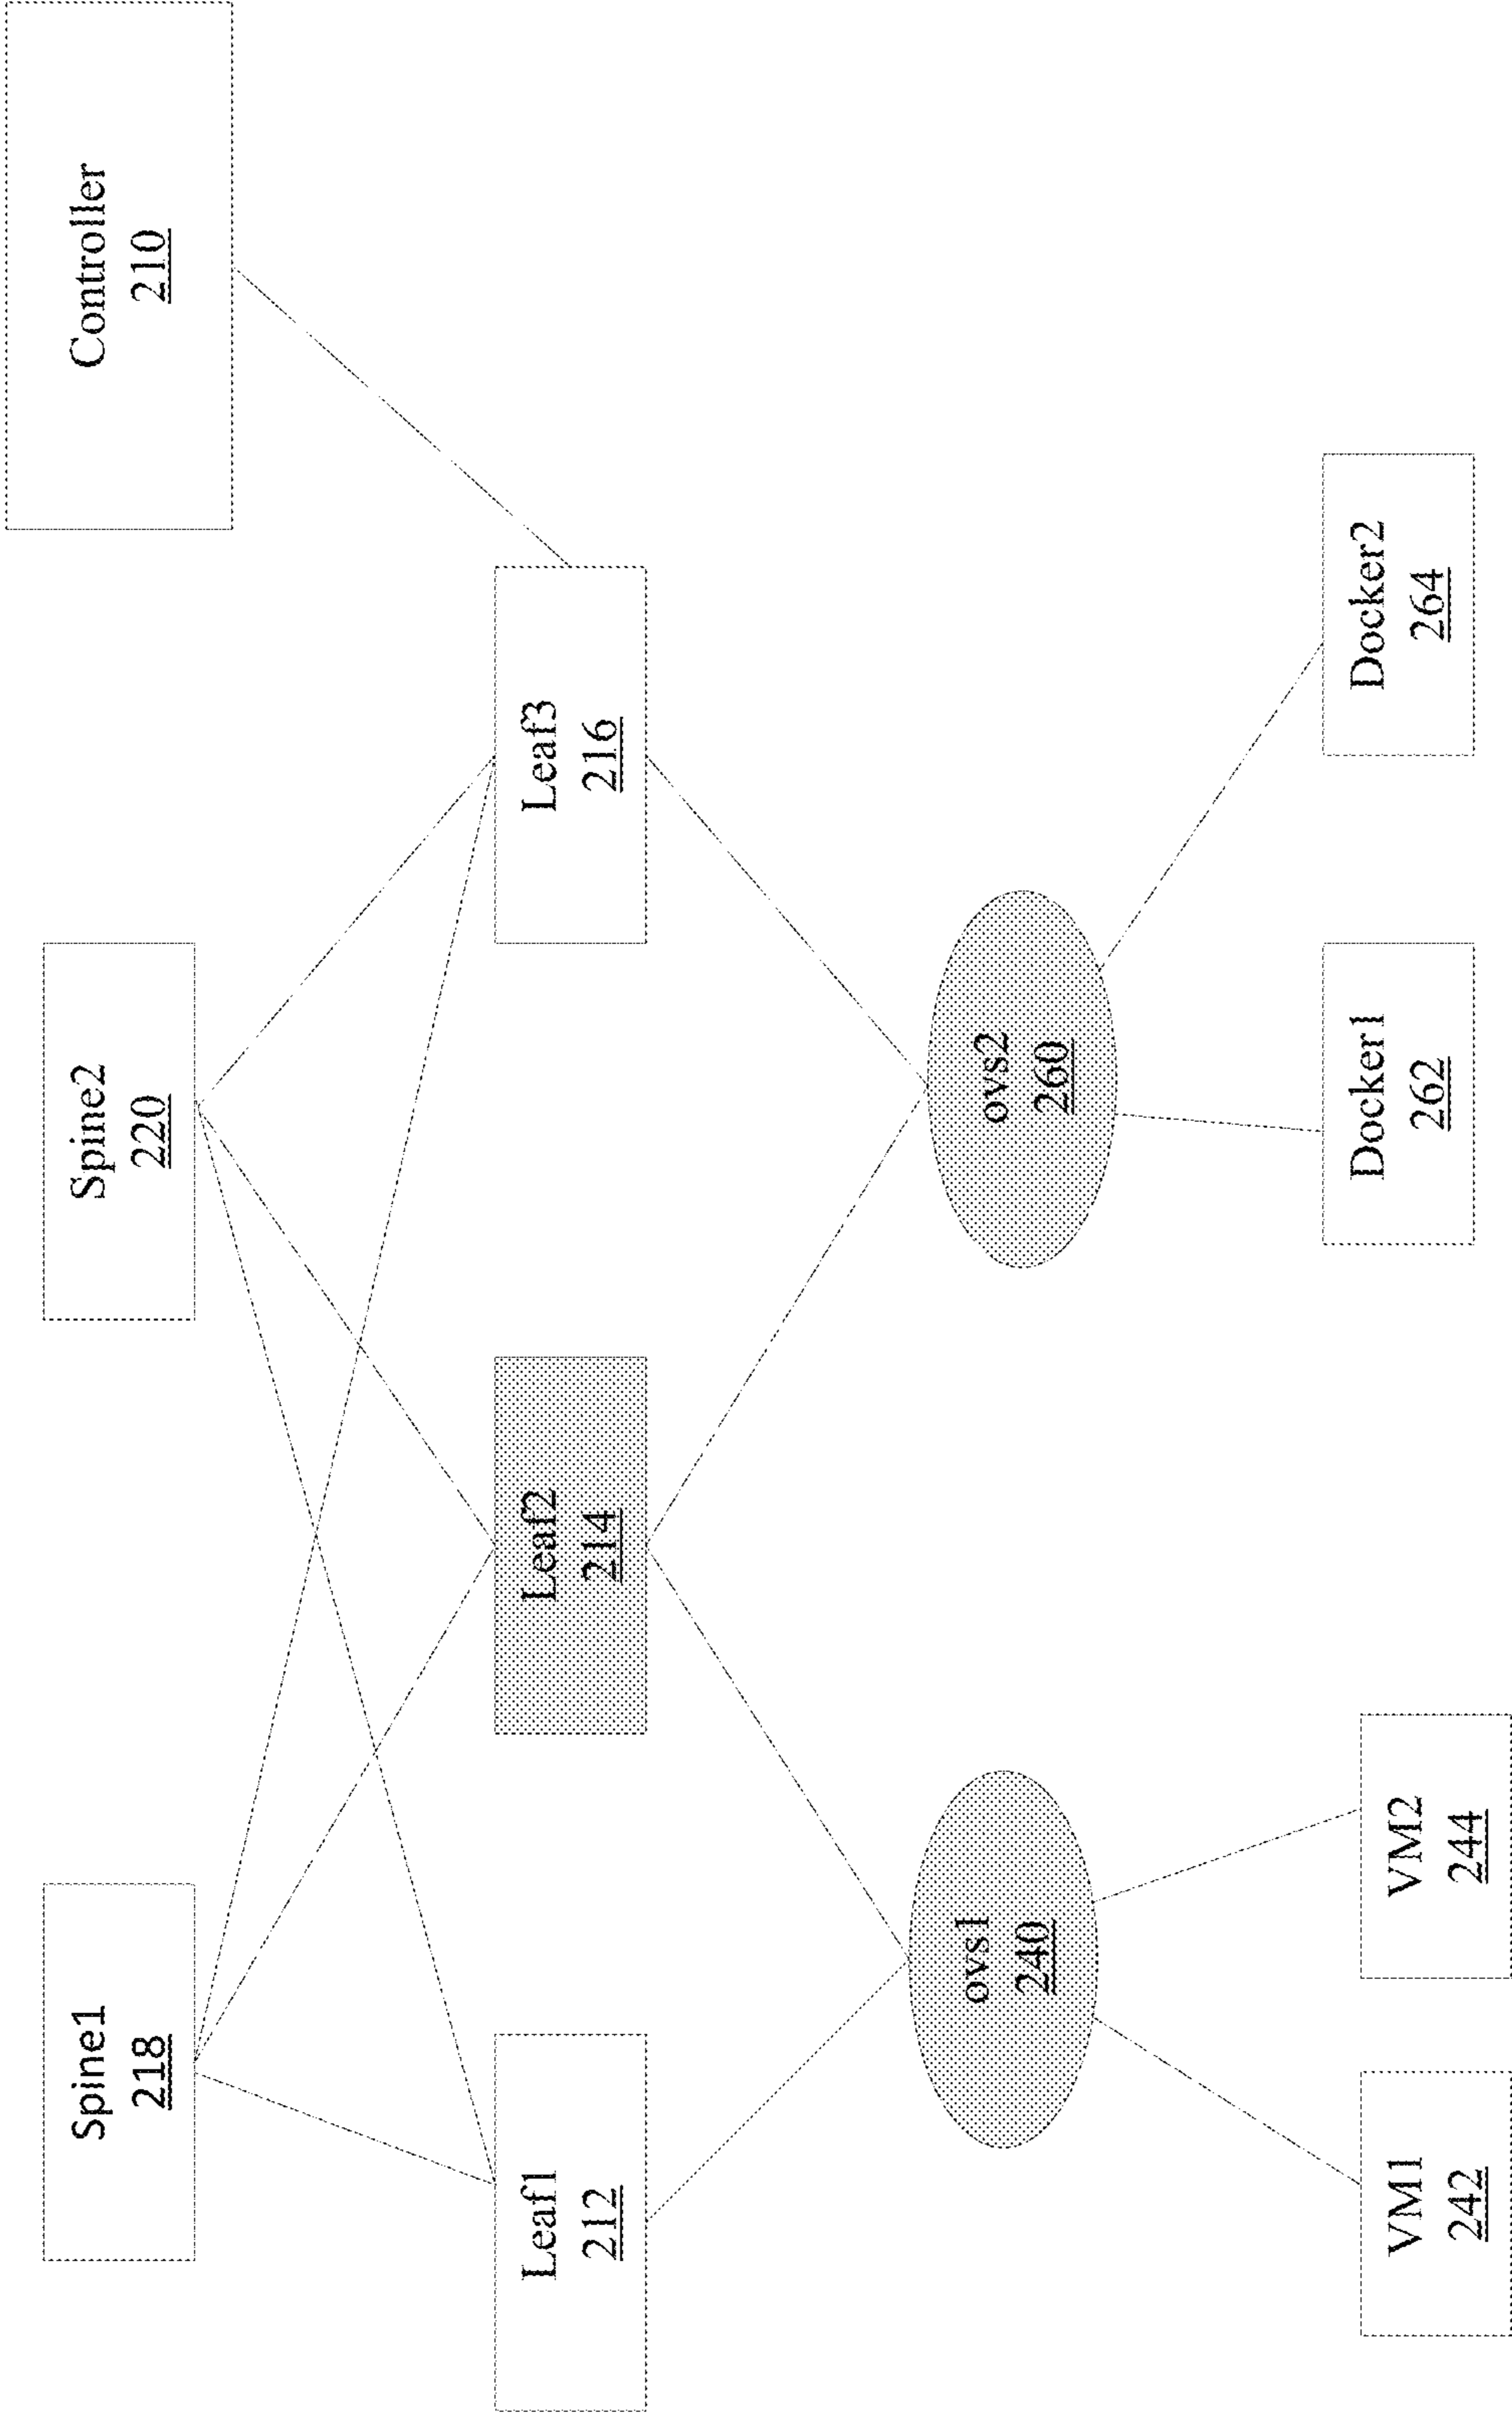 Spine1
218
Spine2
220
Controller
210
Leaf1
212
Leaf2
214
Leaf3
216
ovs1
240
ovs2
260
VM1
242
VM2
244
Docker1
262
Docker2
264